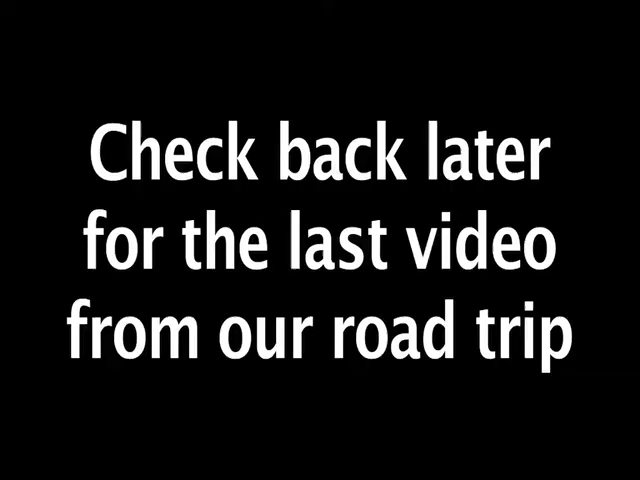 Check back later
for the last video
from our road trip